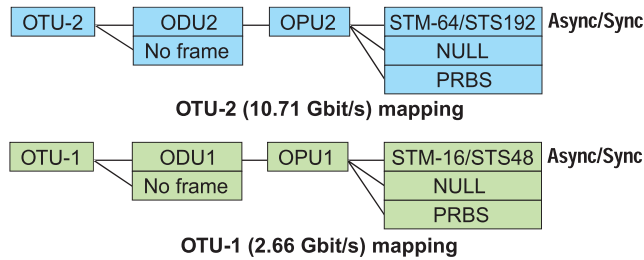 OTU-2 ODU2 OPU2 STM-64/STS192 Async/Sync
No frame NULL
PRBS
OTU-2 (10.71 Gbit/s) mapping
OTU-1 ODU1 OPU1 STM-16/STS48 Async/Sync
No frame NULL
PRBS
OTU-1 (2.66 Gbit/s) mapping